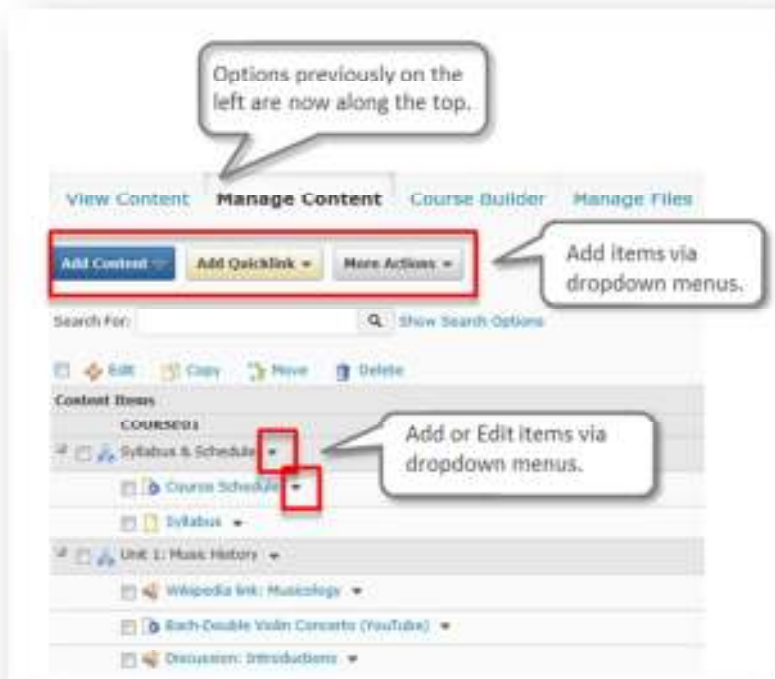 Options previously on the
left are now along the top.
View Content Manage Content Course Builder Manage Files
Add Content Add Quicklink More Actions
Add items via
dropdown menus.
Search For: Show Search Options
Edit Copy Move Delete
Content Items
COURSE01
Add or Edit items via
dropdown menus.
Syllabus & Schedule
Course Schedule
Syllabus
Unit 1: Music History
Wikipedia link: Musicology
Bach-Double Violin Concerto (YouTube)
Discussion: Introductions